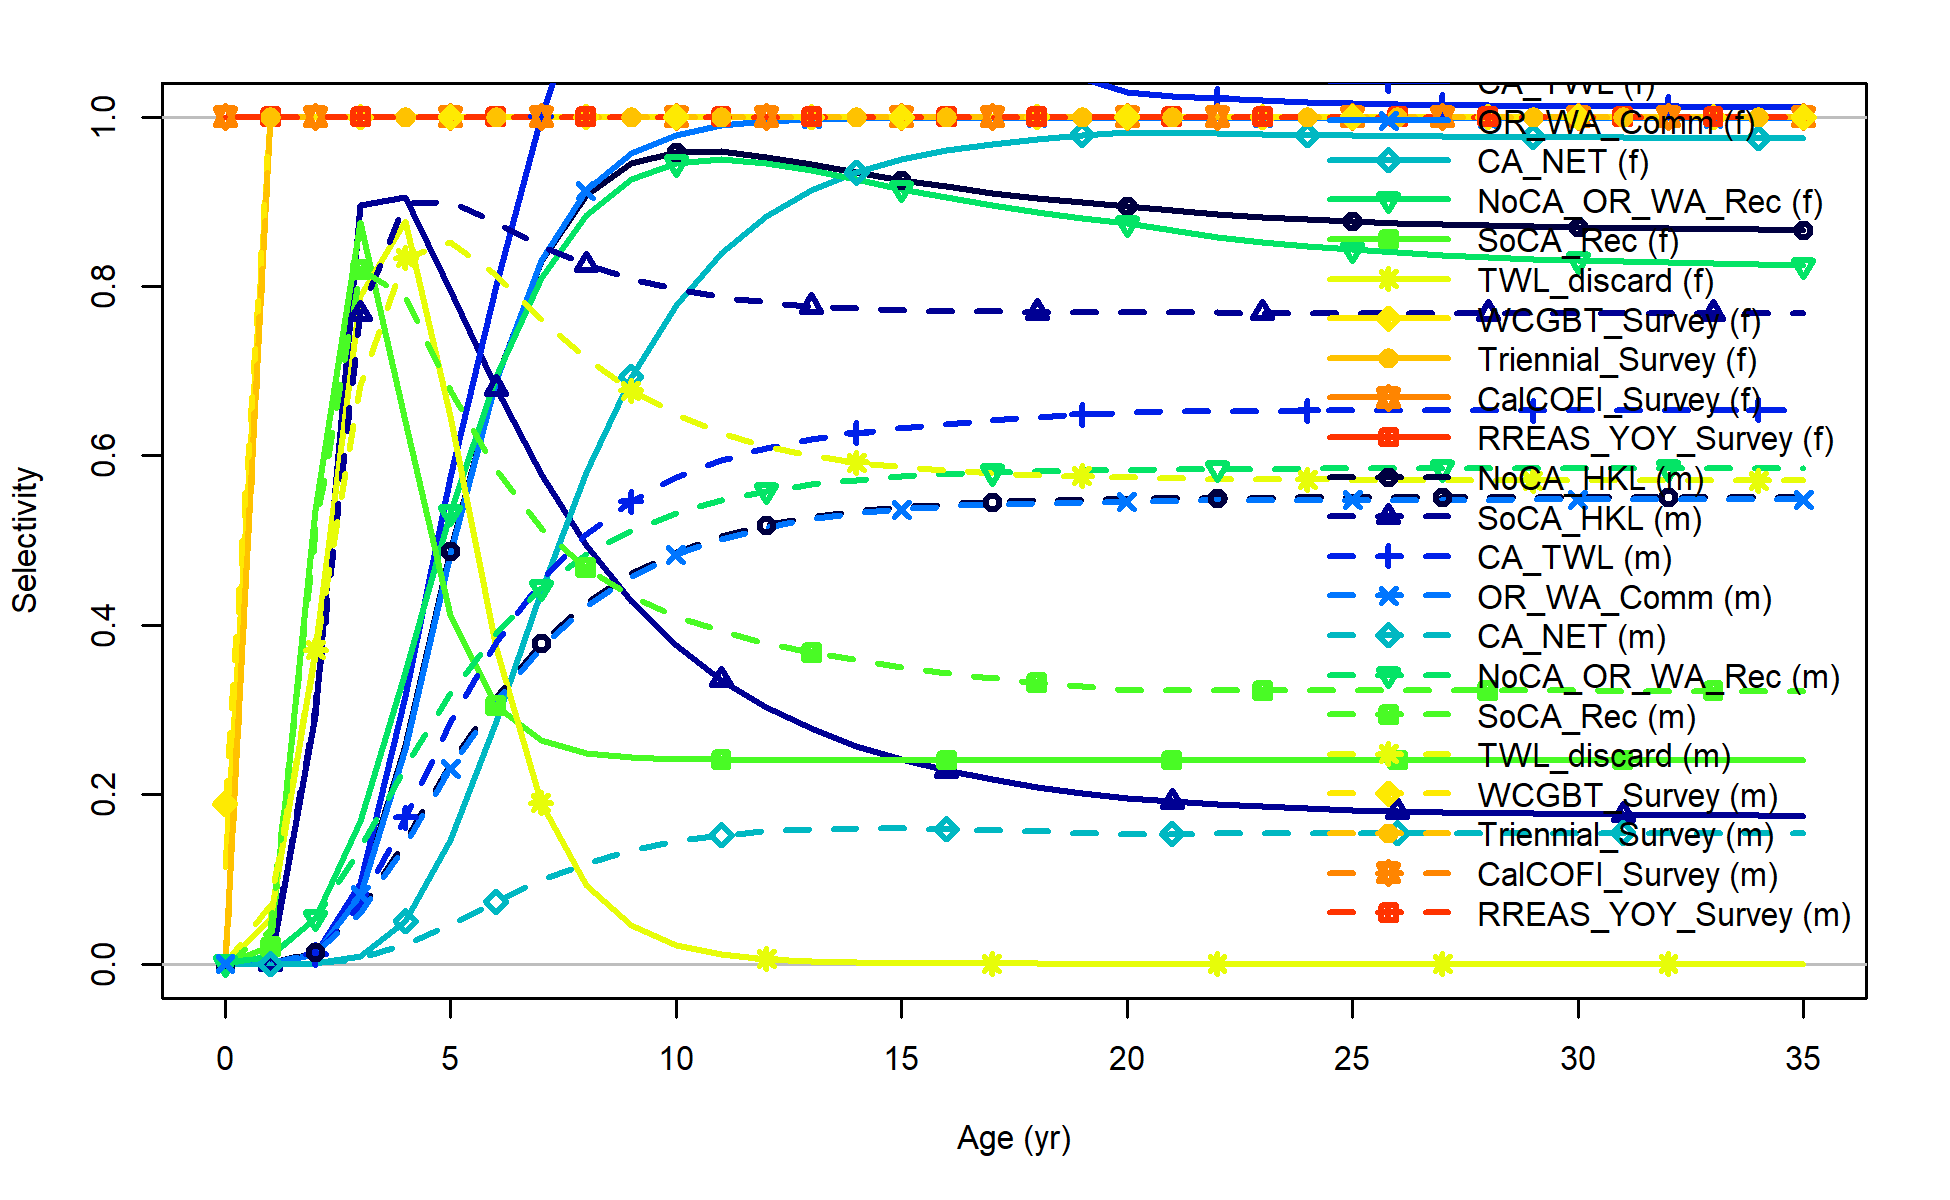 1.0
0.8
0.6
0.4
0.2
0.0
Selectivity
CA_TWL (f)
OR_WA_Comm (f)
CA_NET (f)
NoCA_OR_WA_Rec (f)
SoCA_Rec (f)
TWL_discard (f)
WCGBT_Survey (f)
Triennial_Survey (f)
CalCOFI_Survey (f)
RREAS_YOY_Survey (f)
NoCA_HKL (m)
SoCA_HKL (m)
CA_TWL (m)
OR_WA_Comm (m)
CA_NET (m)
NoCA_OR_WA_Rec (m)
SoCA_Rec (m)
TWL_discard (m)
WCGBT_Survey (m)
Triennial_Survey (m)
CalCOFI_Survey (m)
RREAS_YOY_Survey (m)
0 5 10 15 20 25 30 35
Age (yr)